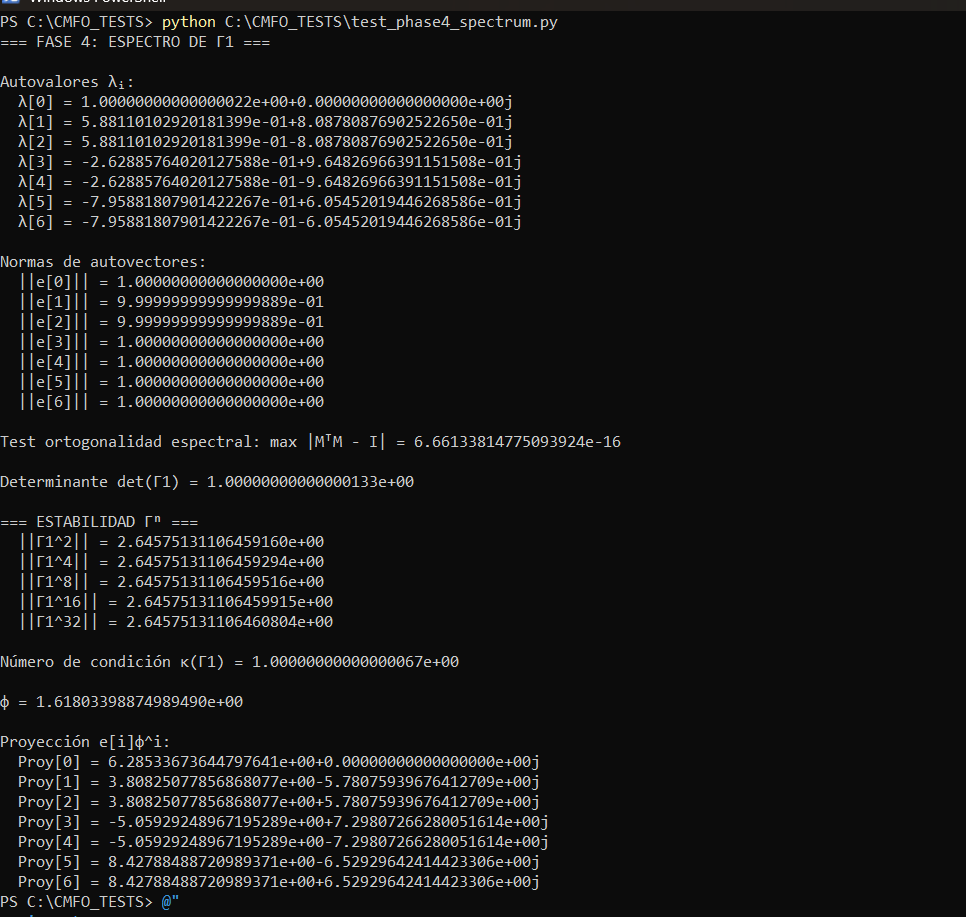 PS C:\CMFO_TESTS> python C:\CMFO_TESTS\test_phase4_spectrum.py
=== FASE 4: ESPECTRO DE Γ1 ===
Autovalores λᵢ:
λ[0] = 1.00000000000000022e+00+0.00000000000000000e+00j
λ[1] = 5.88110102920181399e-01+8.08780876902522650e-01j
λ[2] = 5.88110102920181399e-01-8.08780876902522650e-01j
λ[3] = -2.62885764020127588e-01+9.64826966391151508e-01j
λ[4] = -2.62885764020127588e-01-9.64826966391151508e-01j
λ[5] = -7.95881807901422267e-01+6.05452019446268586e-01j
λ[6] = -7.95881807901422267e-01-6.05452019446268586e-01j
Normas de autovectores:
||e[0]|| = 1.00000000000000000e+00
||e[1]|| = 9.99999999999999889e-01
||e[2]|| = 9.99999999999999889e-01
||e[3]|| = 1.00000000000000000e+00
||e[4]|| = 1.00000000000000000e+00
||e[5]|| = 1.00000000000000000e+00
||e[6]|| = 1.00000000000000000e+00
Test ortogonalidad espectral: max |MᵀM - I| = 6.66133814775093924e-16
Determinante det(Γ1) = 1.00000000000000133e+00
=== ESTABILIDAD Γⁿ ===
||Γ1^2|| = 2.64575131106459160e+00
||Γ1^4|| = 2.64575131106459294e+00
||Γ1^8|| = 2.64575131106459516e+00
||Γ1^16|| = 2.64575131106459915e+00
||Γ1^32|| = 2.64575131106460804e+00
Número de condición κ(Γ1) = 1.00000000000000067e+00
φ = 1.61803398874989490e+00
Proyección e[i]φ^i:
Proy[0] = 6.28533673644797641e+00+0.00000000000000000e+00j
Proy[1] = 3.80825077856868077e+00-5.78075939676412709e+00j
Proy[2] = 3.80825077856868077e+00+5.78075939676412709e+00j
Proy[3] = -5.05929248967195289e+00+7.29807266280051614e+00j
Proy[4] = -5.05929248967195289e+00-7.29807266280051614e+00j
Proy[5] = 8.42788488720989371e+00-6.52929642414423306e+00j
Proy[6] = 8.42788488720989371e+00+6.52929642414423306e+00j
PS C:\CMFO_TESTS> @"